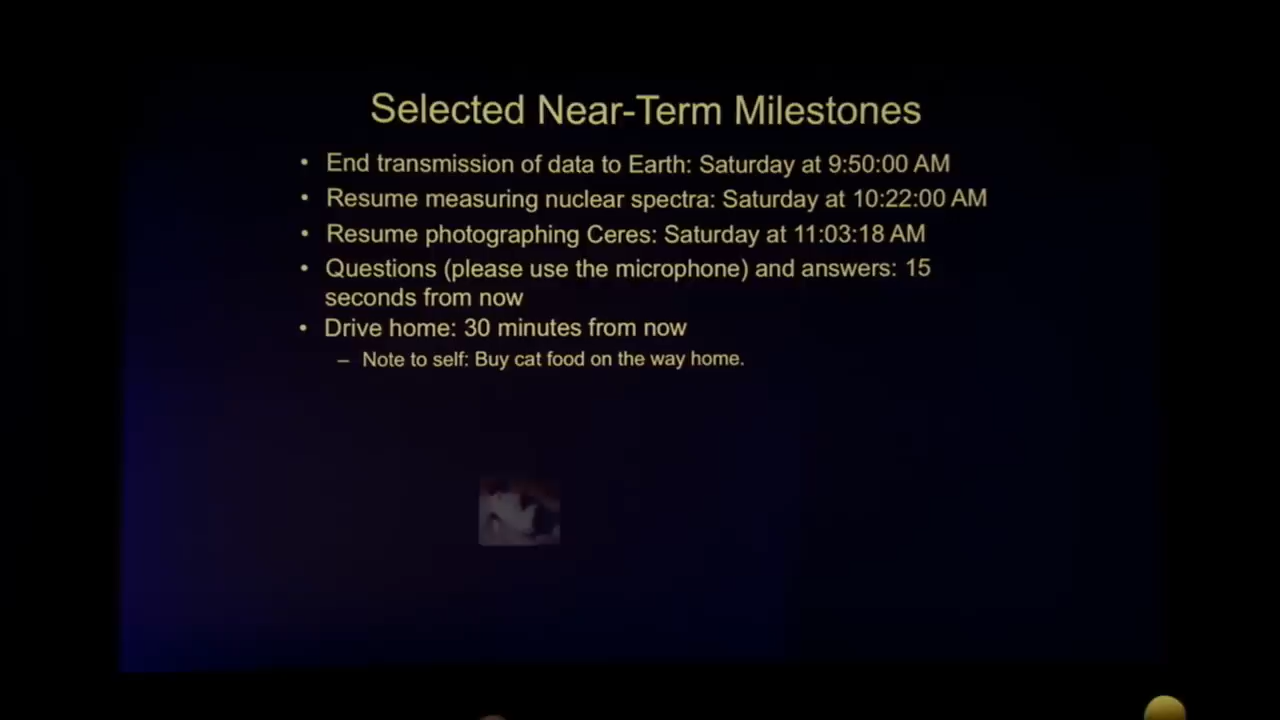 Selected Near-Term Milestones
• End transmission of data to Earth: Saturday at 9:50:00 AM
• Resume measuring nuclear spectra: Saturday at 10:22:00 AM
• Resume photographing Ceres: Saturday at 11:03:18 AM
• Questions (please use the microphone) and answers: 15
seconds from now
• Drive home: 30 minutes from now
– Note to self: Buy cat food on the way home.